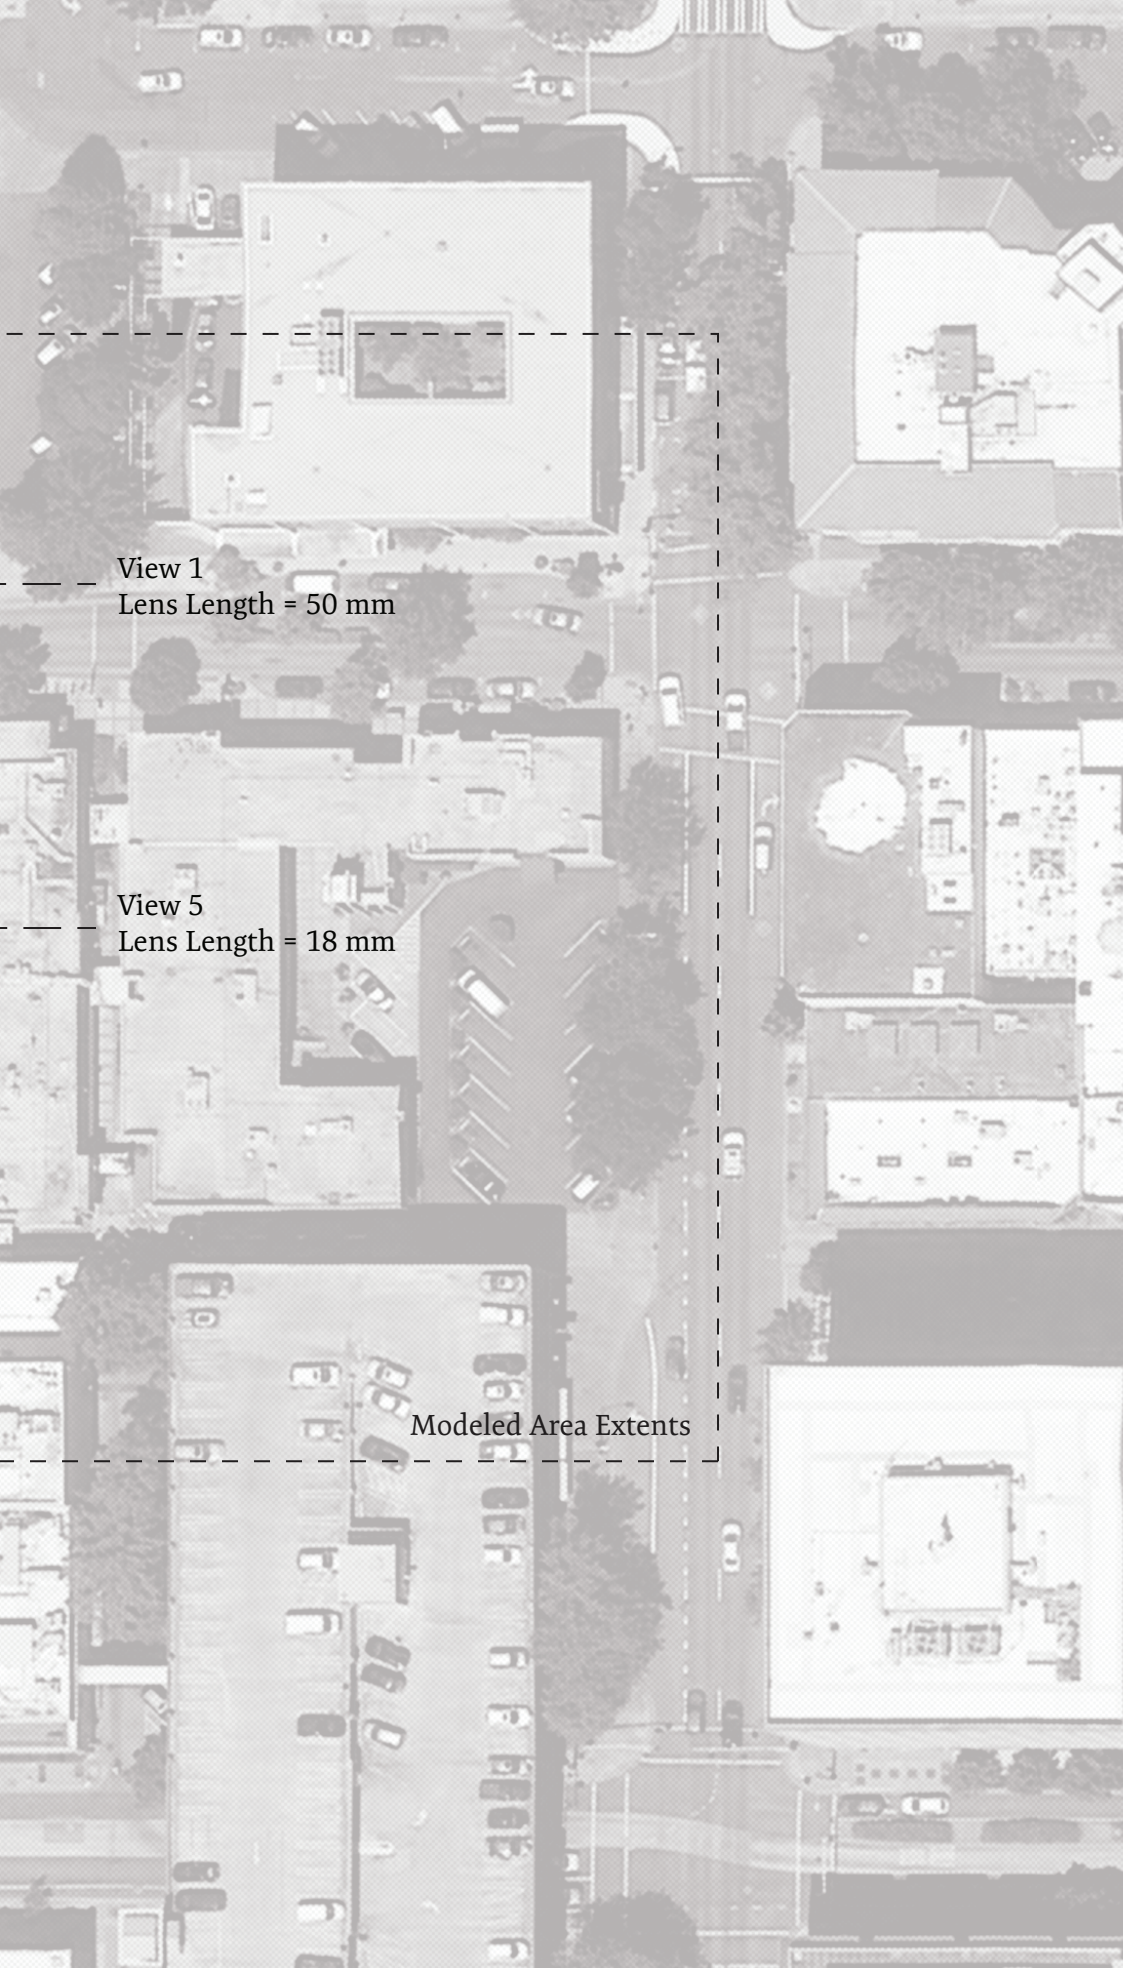 View 1
Lens Length = 50 mm
View 5
Lens Length = 18 mm
Modeled Area Extents